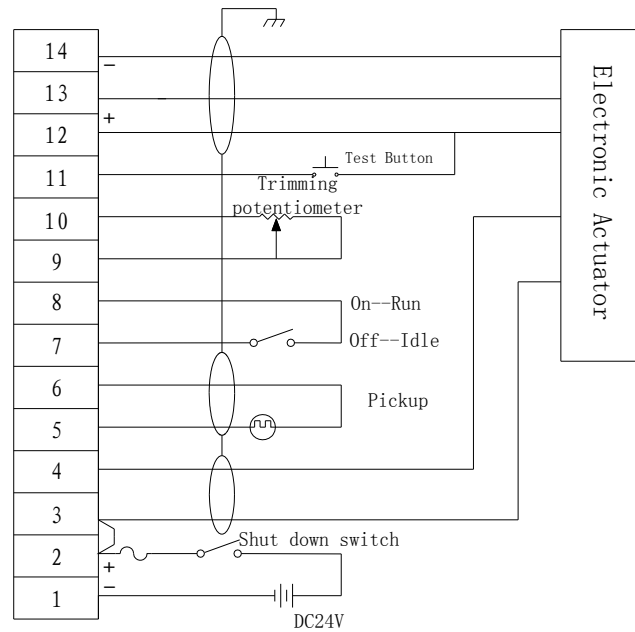 14
−
13
−
12
+
11
Test Button
Trimming
potentiometer
10
9
8
On--Run
7
Off--Idle
6
Pickup
5
4
3
Shut down switch
2
+
−
1
DC24V
Electronic Actuator